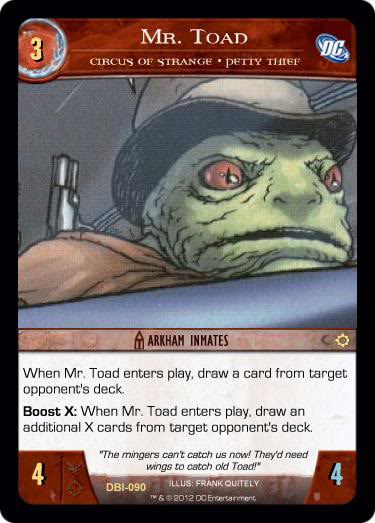 3
Mr. Toad
DC
Circus of Strange • Petty Thief
ARKHAM INMATES
When Mr. Toad enters play, draw a card from target
opponent's deck.
Boost X: When Mr. Toad enters play, draw an
additional X cards from target opponent's deck.
"The mingers can't catch us now! They'd need
wings to catch old Toad!"
4
DBI-090
ILLUS: FRANK QUITELY
4
™ & © 2012 DC Entertainment